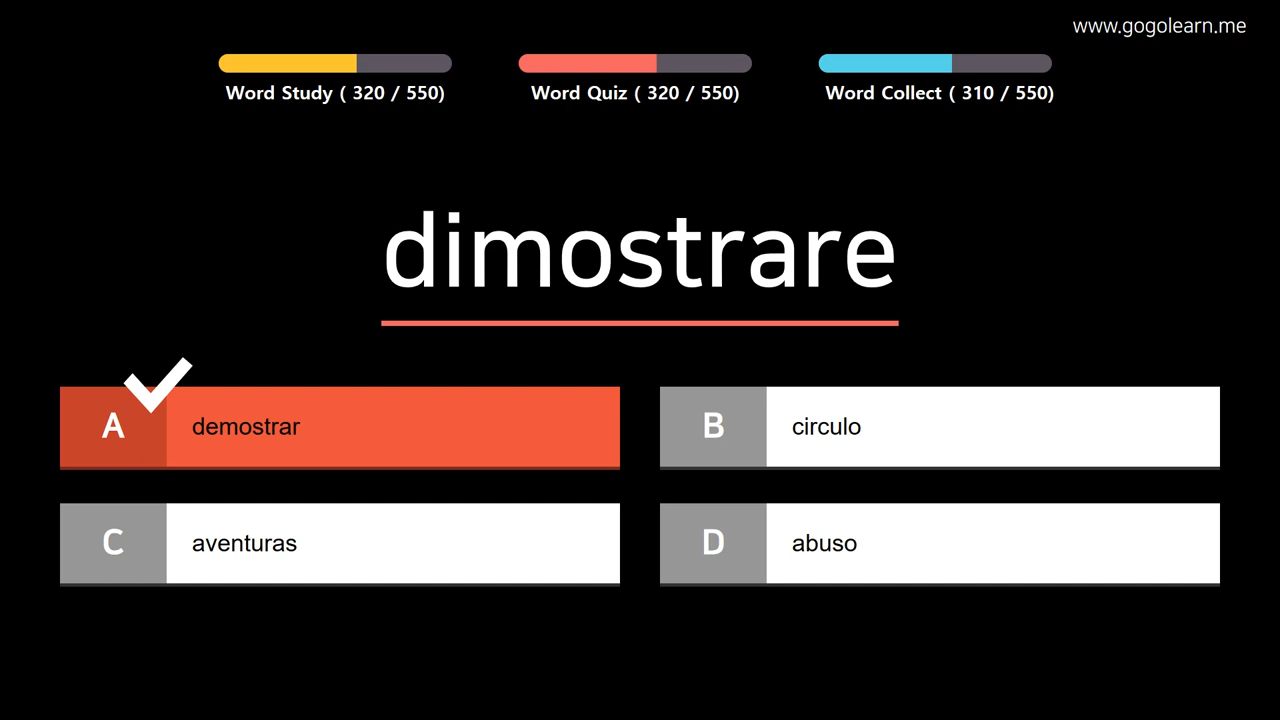 www.gogolearn.me
Word Study ( 320 / 550)
Word Quiz ( 320 / 550)
Word Collect ( 310 / 550)
dimostrare
A demostrar
B circulo
C aventuras
D abuso